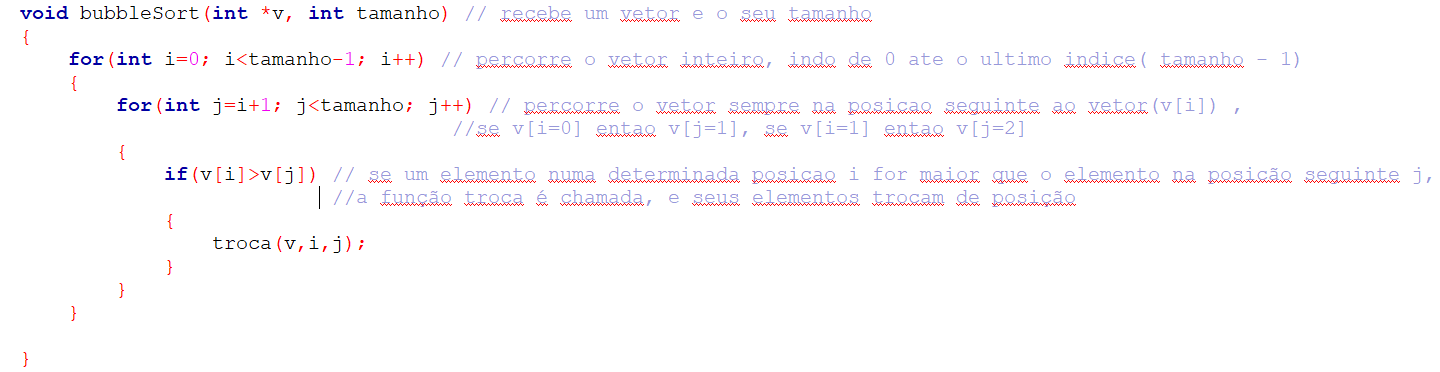 void bubbleSort(int *v, int tamanho) // recebe um vetor e o seu tamanho
{
    for(int i=0; i<tamanho-1; i++) // percorre o vetor inteiro, indo de 0 ate o ultimo indice( tamanho - 1)
    {
        for(int j=i+1; j<tamanho; j++) // percorre o vetor sempre na posicao seguinte ao vetor(v[i]) ,
                                    //se v[i=0] entao v[j=1], se v[i=1] entao v[j=2]
        {
            if(v[i]>v[j]) // se um elemento numa determinada posicao i for maior que o elemento na posição seguinte j,
                          //a função troca é chamada, e seus elementos trocam de posição
            {
                troca(v,i,j);
            }
        }
    }

}